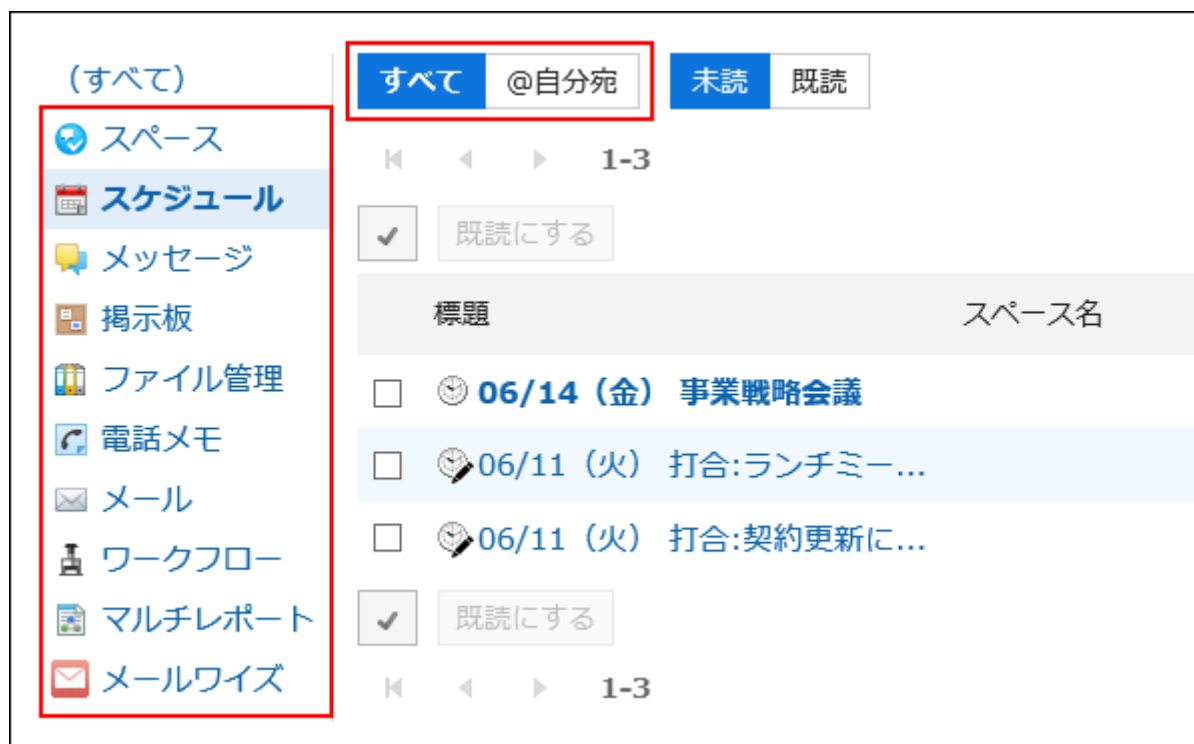 (すべて)
スペース
スケジュール
メッセージ
掲示板
ファイル管理
電話メモ
メール
ワークフロー
マルチレポート
メールワイズ
すべて @自分宛 未読 既読
1-3
既読にする
標題 スペース名
06/14（金） 事業戦略会議
06/11（火） 打合:ランチミー...
06/11（火） 打合:契約更新に...
既読にする
1-3